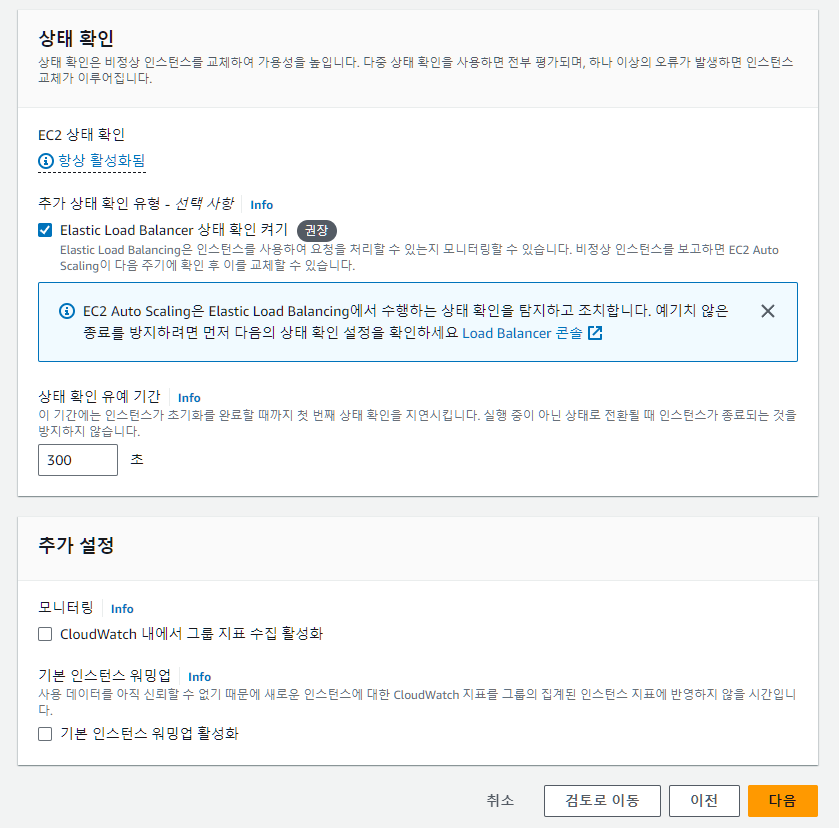 상태 확인
상태 확인은 비정상 인스턴스를 교체하여 가용성을 높입니다. 다중 상태 확인을 사용하면 전부 평가되며, 하나 이상의 오류가 발생하면 인스턴스
교체가 이루어집니다.
EC2 상태 확인
항상 활성화됨
추가 상태 확인 유형 - 선택 사항 Info
Elastic Load Balancer 상태 확인 켜기 권장
Elastic Load Balancing은 인스턴스를 사용하여 요청을 처리할 수 있는지 모니터링할 수 있습니다. 비정상 인스턴스를 보고하면 EC2 Auto
Scaling이 다음 주기에 확인 후 이를 교체할 수 있습니다.
EC2 Auto Scaling은 Elastic Load Balancing에서 수행하는 상태 확인을 탐지하고 조치합니다. 예기치 않은
종료를 방지하려면 먼저 다음의 상태 확인 설정을 확인하세요 Load Balancer 콘솔
상태 확인 유예 기간 Info
이 기간에는 인스턴스가 초기화를 완료할 때까지 첫 번째 상태 확인을 지연시킵니다. 실행 중이 아닌 상태로 전환될 때 인스턴스가 종료되는 것을
방지하지 않습니다.
300 초
추가 설정
모니터링 Info
CloudWatch 내에서 그룹 지표 수집 활성화
기본 인스턴스 워밍업 Info
사용 데이터를 아직 신뢰할 수 없기 때문에 새로운 인스턴스에 대한 CloudWatch 지표를 그룹의 집계된 인스턴스 지표에 반영하지 않을 시간입니
다.
기본 인스턴스 워밍업 활성화
취소 검토로 이동 이전 다음